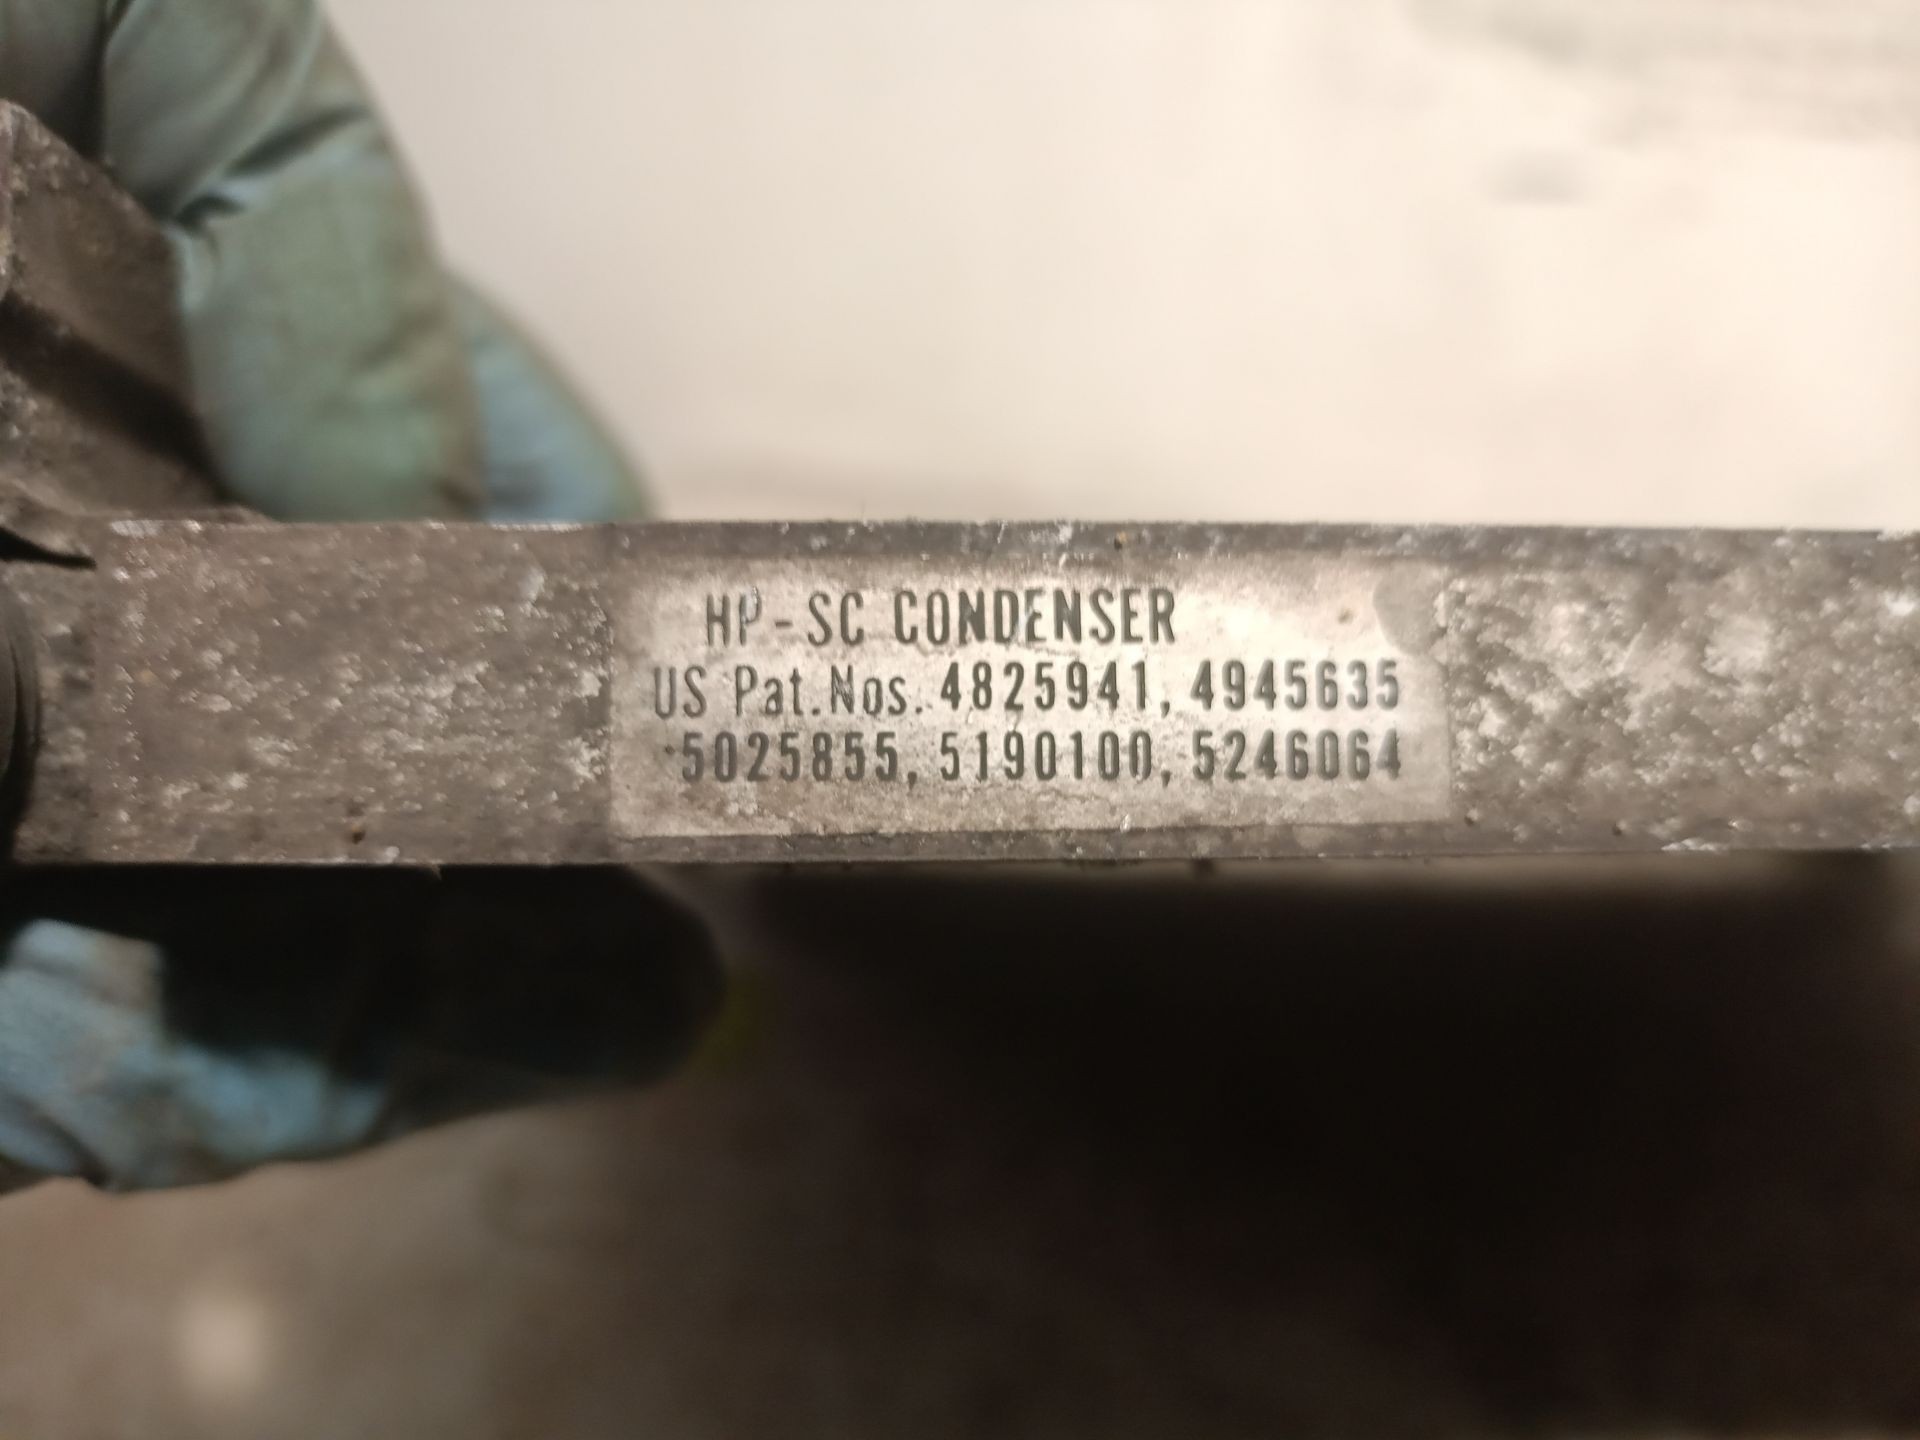 HP-SC CONDENSER
US Pat.Nos. 4825941, 4945635
5025855, 5190100, 5246064